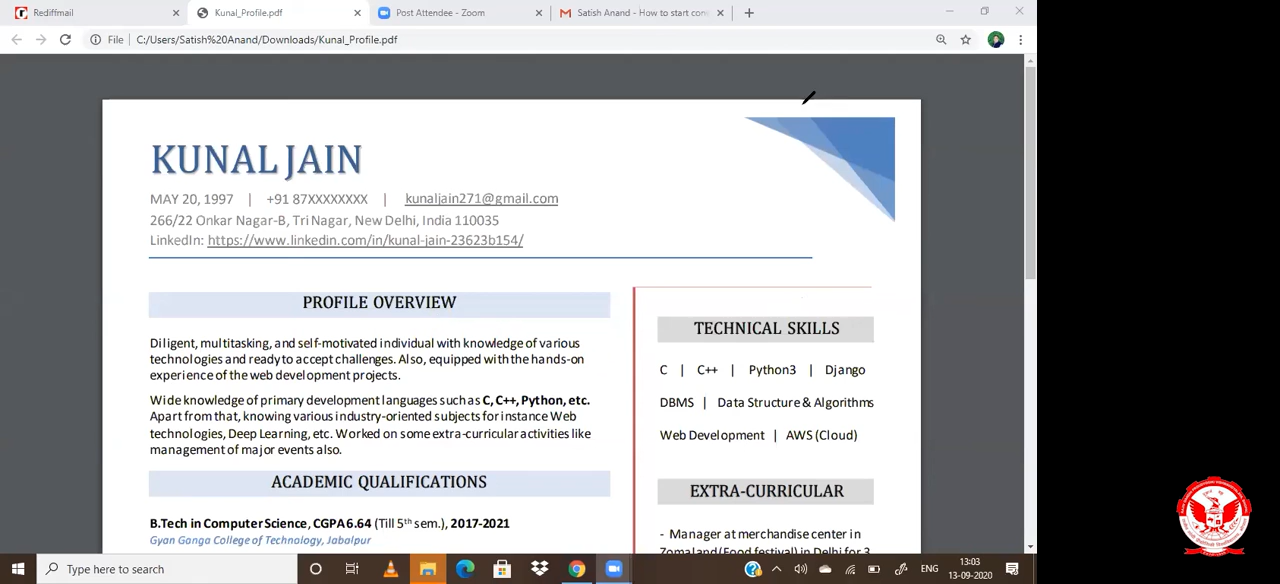 Rediffmail
Kunal_Profile.pdf
Post Attendee - Zoom
Satish Anand - How to start con
File | C:/Users/Satish%20Anand/Downloads/Kunal_Profile.pdf
KUNAL JAIN
MAY 20, 1997 | +91 87XXXXXXXX | kunaljain271@gmail.com
266/22 Onkar Nagar-B, Tri Nagar, New Delhi, India 110035
LinkedIn: https://www.linkedin.com/in/kunal-jain-23623b154/
PROFILE OVERVIEW
Diligent, multitasking, and self-motivated individual with knowledge of various
technologies and ready to accept challenges. Also, equipped with the hands-on
experience of the web development projects.
Wide knowledge of primary development languages such as C, C++, Python, etc.
Apart from that, knowing various industry-oriented subjects for instance Web
technologies, Deep Learning, etc. Worked on some extra-curricular activities like
management of major events also.
ACADEMIC QUALIFICATIONS
B.Tech in Computer Science, CGPA 6.64 (Till 5th sem.), 2017-2021
Gyan Ganga College of Technology, Jabalpur
TECHNICAL SKILLS
C | C++ | Python3 | Django
DBMS | Data Structure & Algorithms
Web Development | AWS (Cloud)
EXTRA-CURRICULAR
- Manager at merchandise center in
Zomaland (Food festival) in Delhi for 3
Type here to search
ENG
13:03
13-09-2020